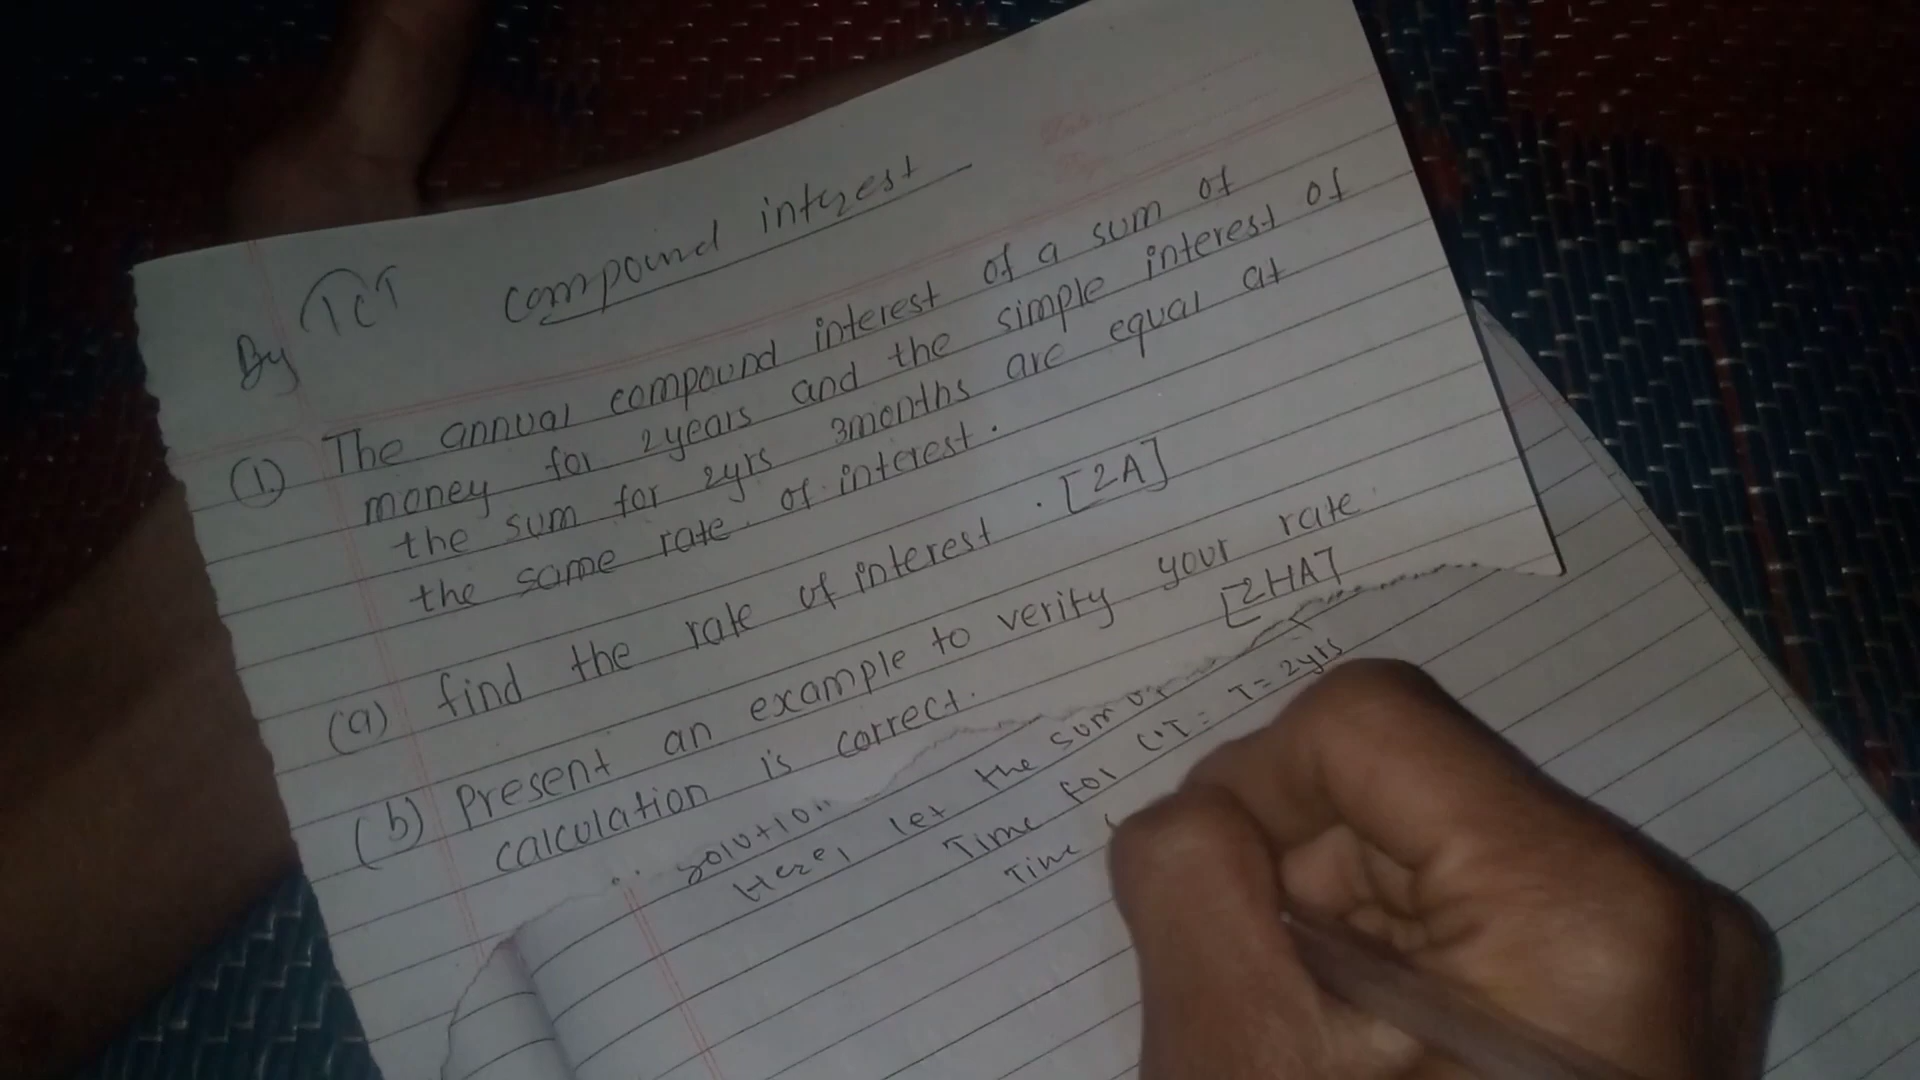 compound interest
By TCT
(1) The annual compound interest of a sum of
money for 2years and the simple interest of
the sum for 2yrs 3months are equal at
the same rate of interest.
(a) find the rate of interest. [2A]
(b) Present an example to verify your rate
calculation is correct. [2HA]
Here, let the sum
Time for C.I = T = 2yrs
Time